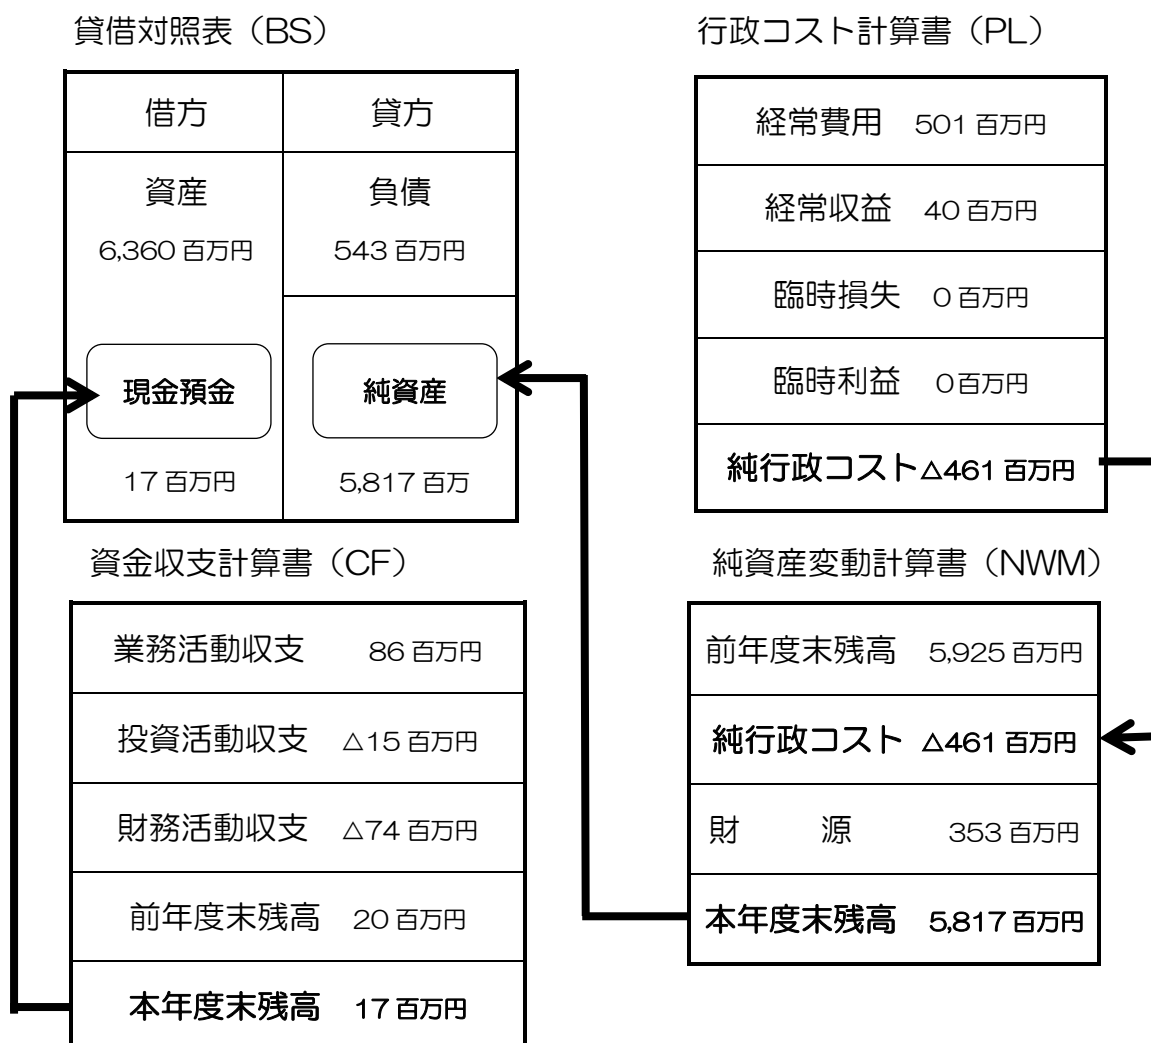 貸借対照表（BS）
借方 貸方
資産 負債
6,360 百万円 543 百万円
現金預金 純資産
17 百万円 5,817 百万
行政コスト計算書（PL）
経常費用 501 百万円
経常収益 40 百万円
臨時損失 0 百万円
臨時利益 0百万円
純行政コスト△461 百万円
資金収支計算書（CF）
業務活動収支 86 百万円
投資活動収支 △15 百万円
財務活動収支 △74 百万円
前年度末残高 20 百万円
本年度末残高 17 百万円
純資産変動計算書（NWM）
前年度末残高 5,925 百万円
純行政コスト △461 百万円
財 源 353 百万円
本年度末残高 5,817 百万円